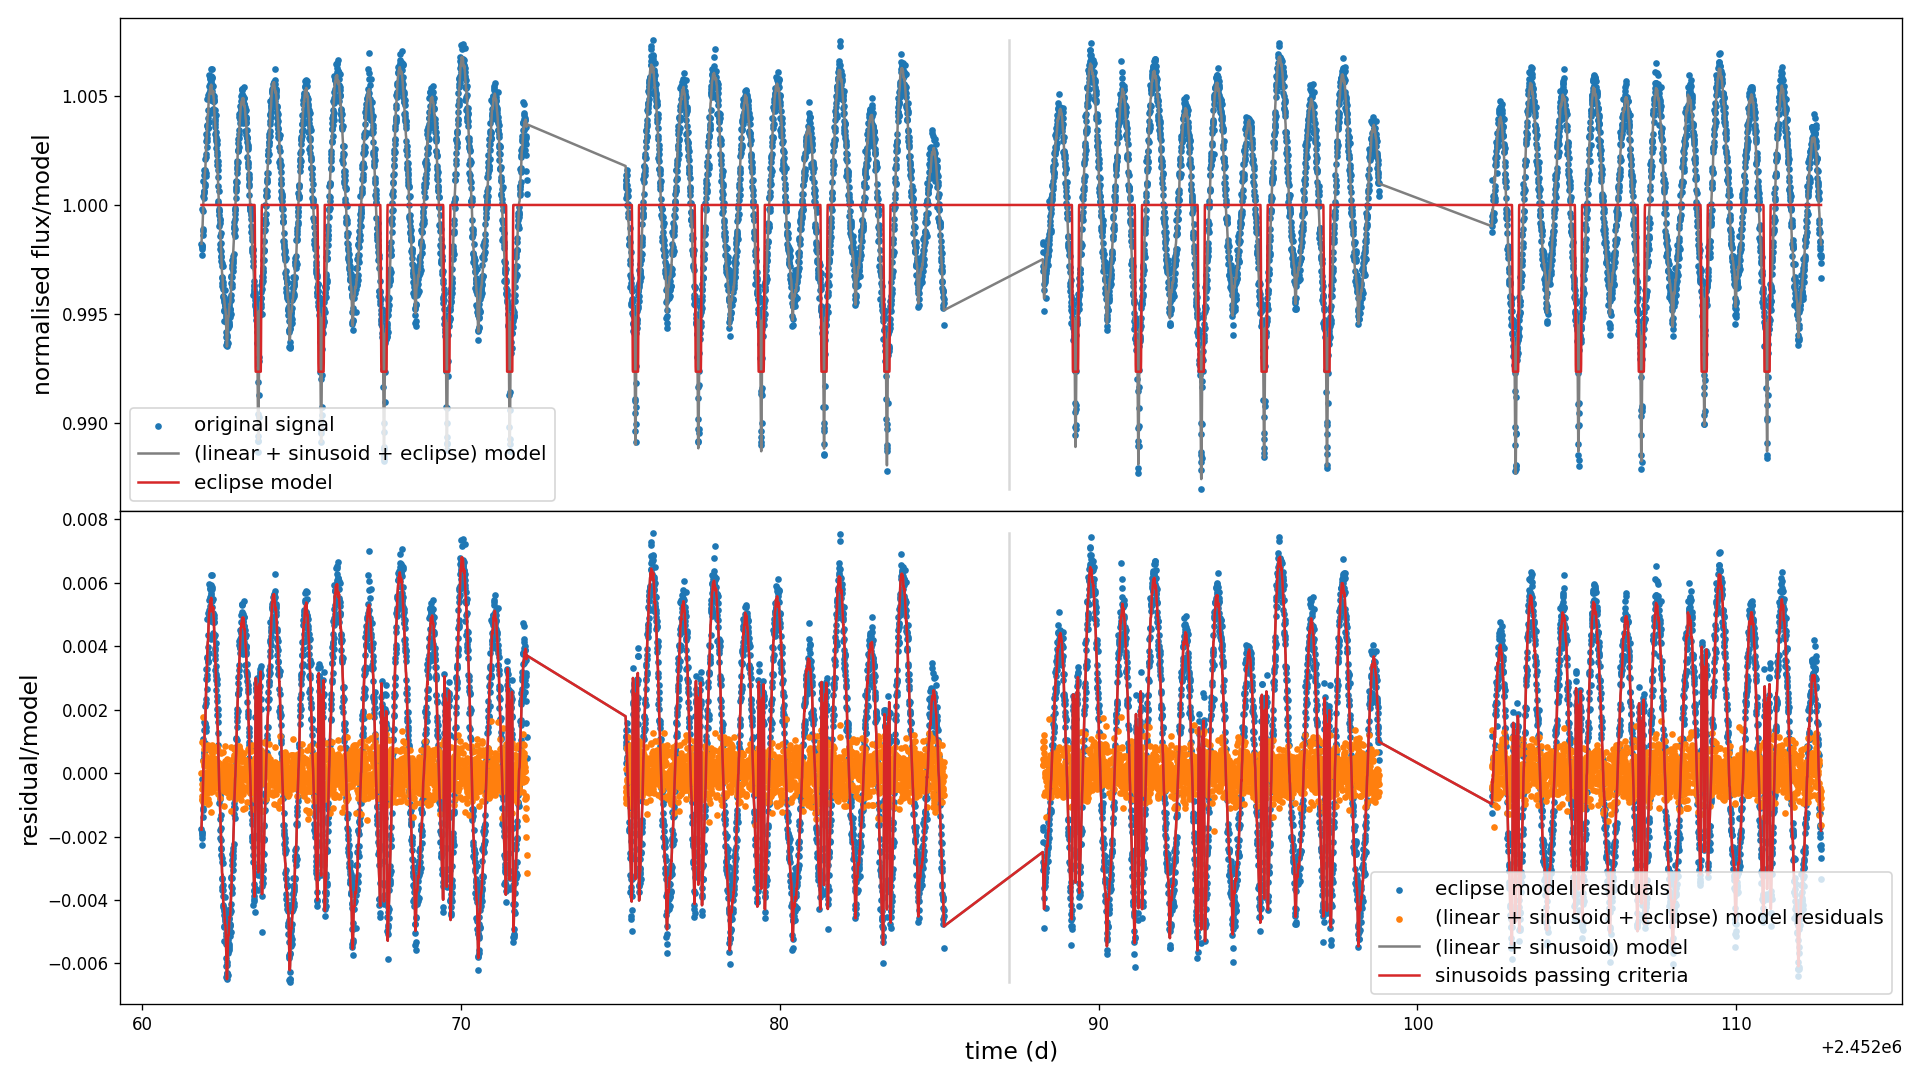 normalised flux/model
1.005
1.000
0.995
0.990
original signal
(linear + sinusoid + eclipse) model
eclipse model
residual/model
0.008
0.006
0.004
0.002
0.000
−0.002
−0.004
−0.006
eclipse model residuals
(linear + sinusoid + eclipse) model residuals
(linear + sinusoid) model
sinusoids passing criteria
60 70 80 90 100 110
time (d)
+2.452e6